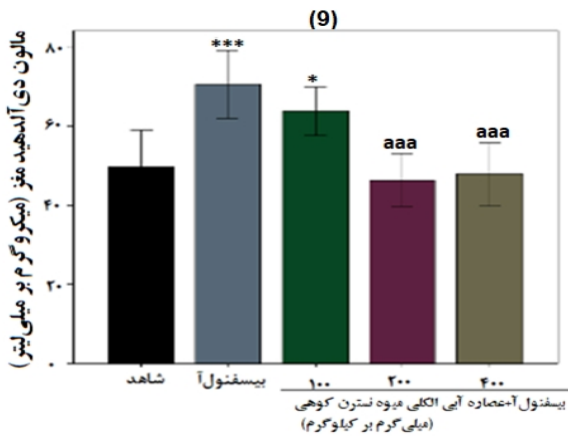 (9)
مالون دی‌آلدهید مغز (میکروگرم بر میلی‌لیتر)
۸۰
۶۰
۴۰
۲۰
۰
***
*
aaa
aaa
شاهد
بیسفنول‌آ
۱۰۰
۲۰۰
۴۰۰
بیسفنول‌آ+عصاره آبی الکلی میوه نسترن کوهی
(میلی‌گرم بر کیلوگرم)